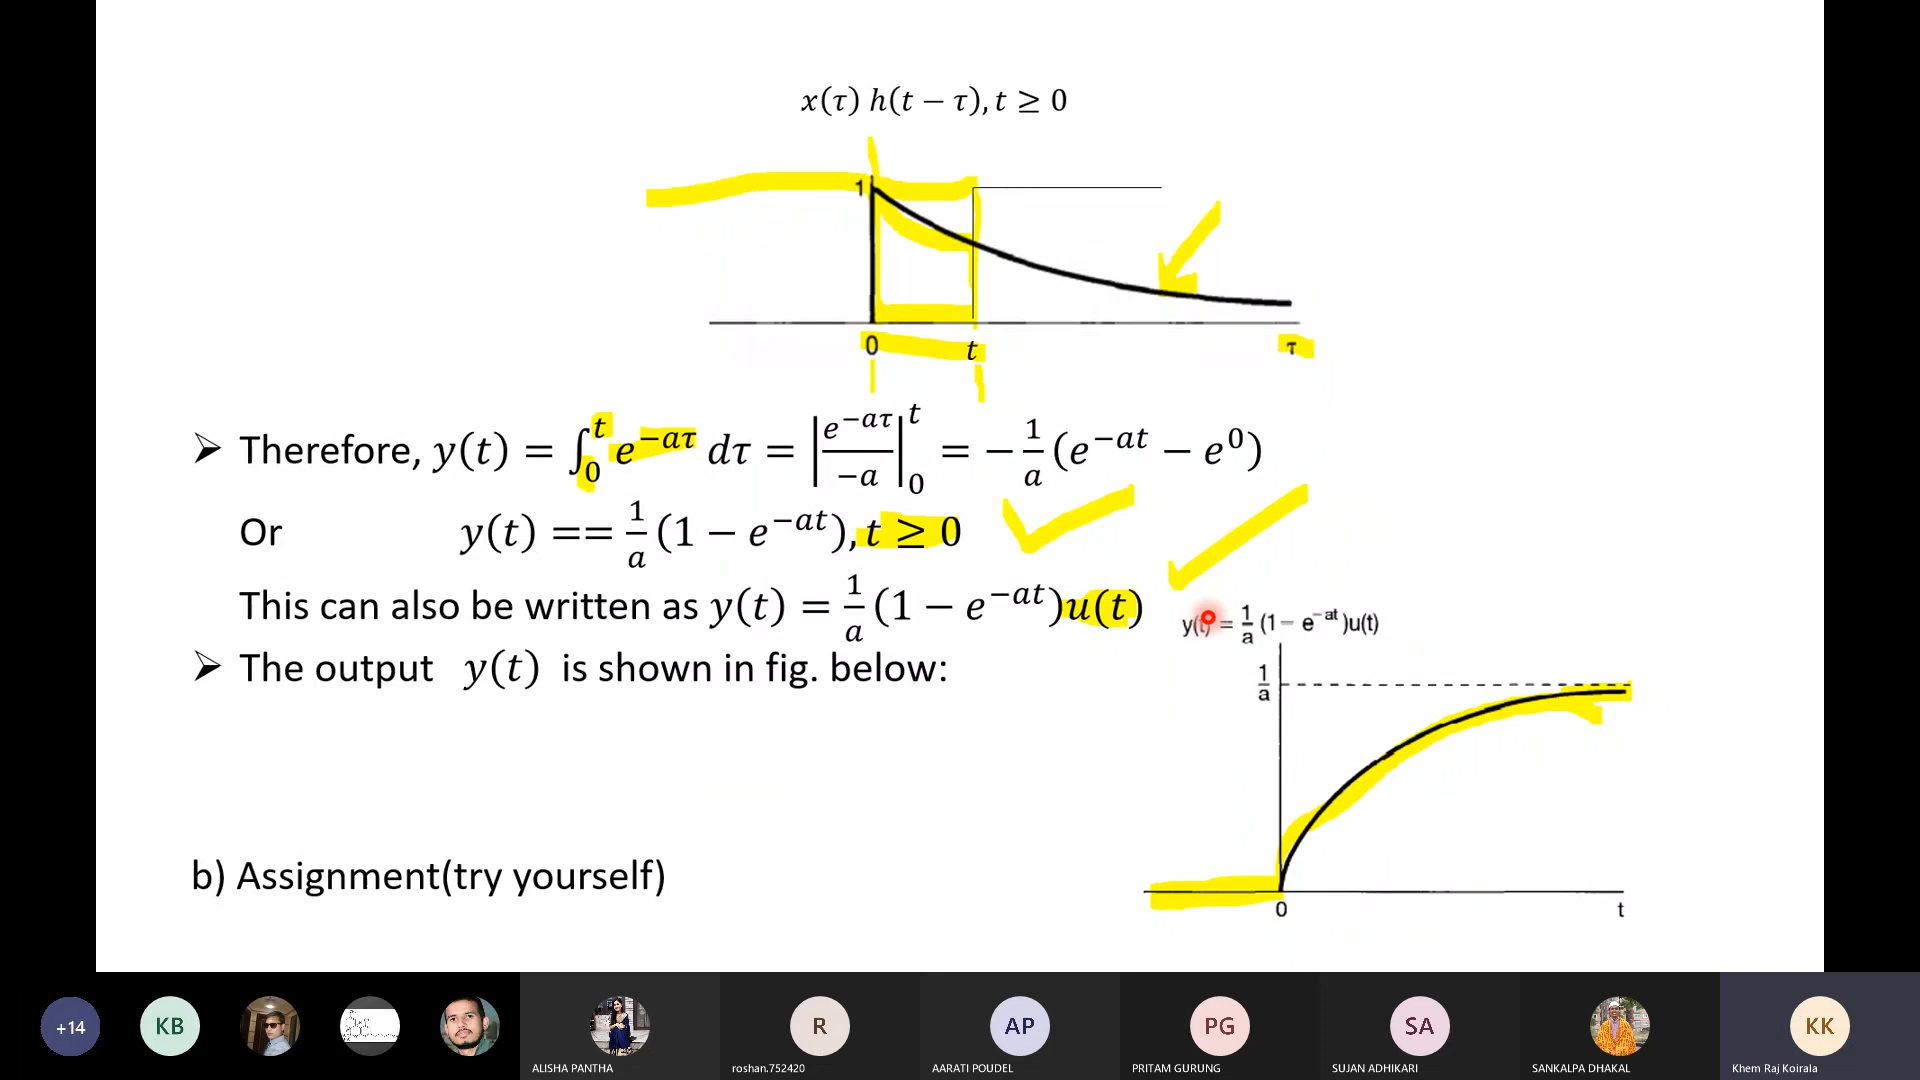 x(τ) h(t − τ), t ≥ 0
1
0 t τ
➢ Therefore, y(t) = ∫₀ᵗ e^{−aτ} dτ = |e^{−aτ}/−a|₀ᵗ = −1/a (e^{−at} − e⁰)
Or y(t) == 1/a (1 − e^{−at}), t ≥ 0
This can also be written as y(t) = 1/a (1 − e^{−at})u(t)
y(t) = 1/a (1 − e^{−at})u(t)
➢ The output y(t) is shown in fig. below:
1/a
b) Assignment(try yourself)
0 t
+14 KB R AP PG SA KK
ALISHA PANTHA roshan.752420 AARATI POUDEL PRITAM GURUNG SUJAN ADHIKARI SANKALPA DHAKAL Khem Raj Koirala